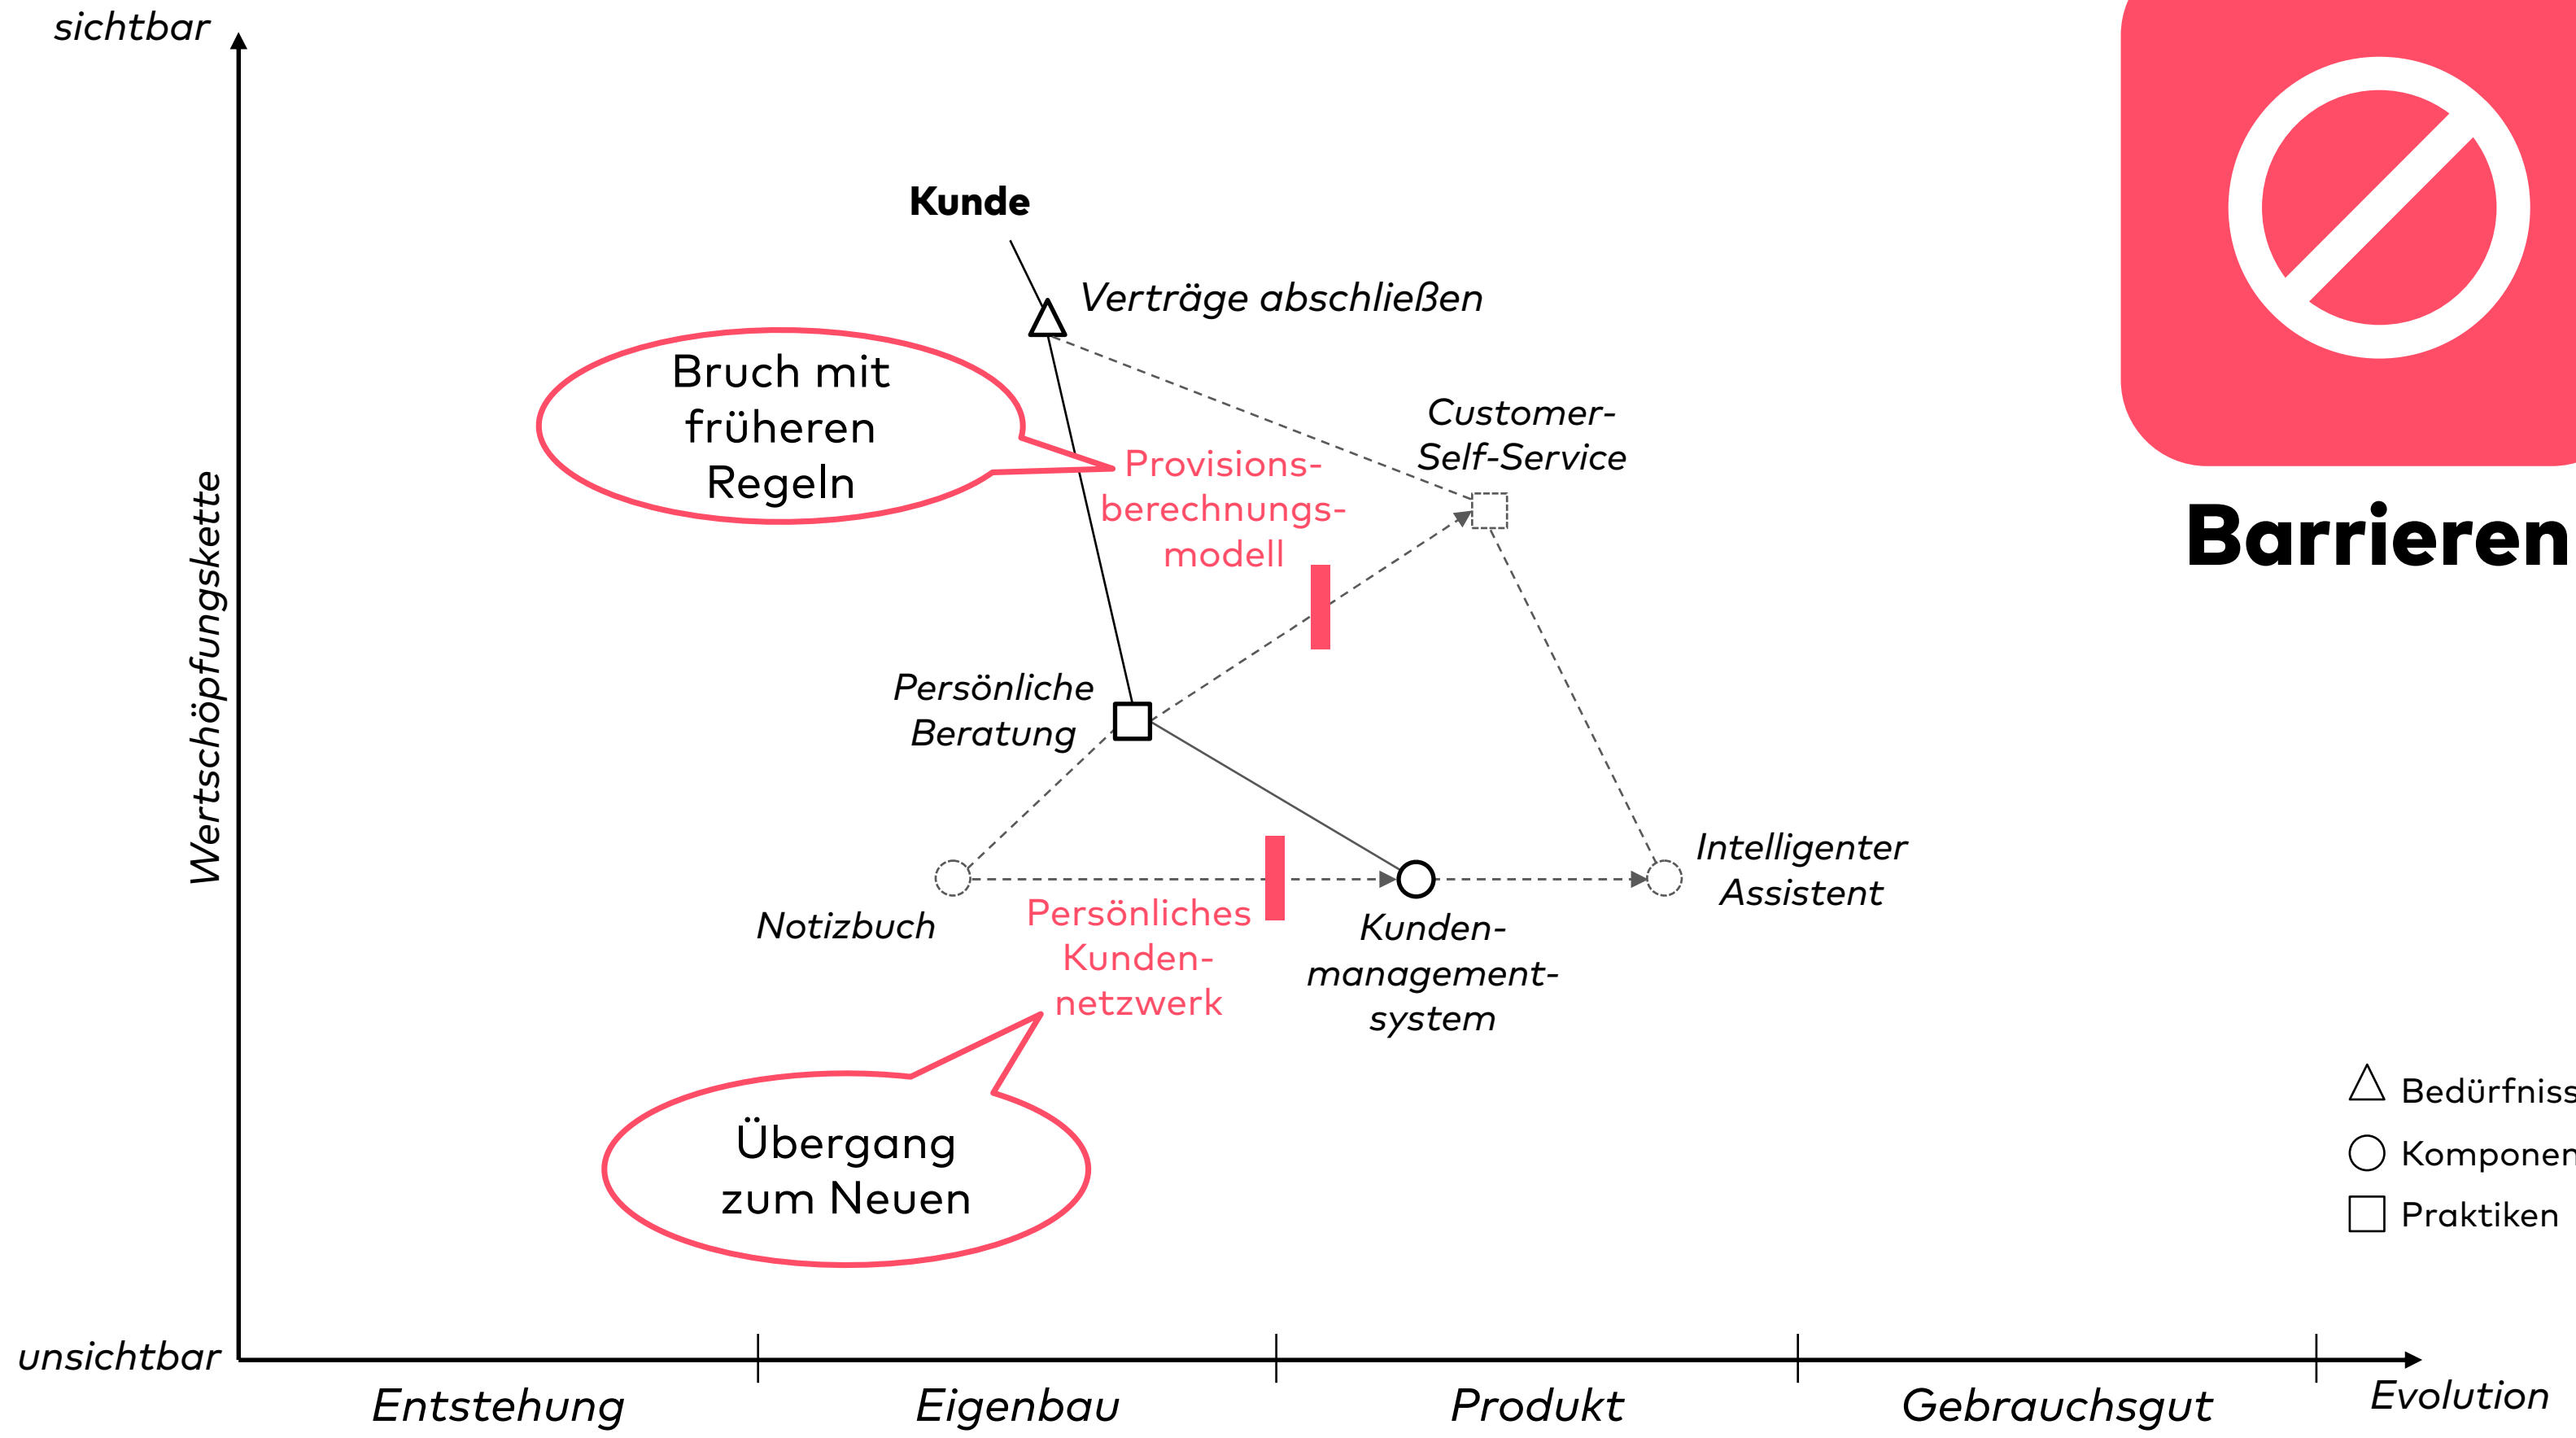 sichtbar
Kunde
Verträge abschließen
Bruch mit
früheren
Regeln
Customer-
Self-Service
Provisions-
berechnungs-
modell
Barrieren
Wertschöpfungskette
Persönliche
Beratung
Intelligenter
Assistent
Notizbuch
Persönliches
Kunden-
netzwerk
Kunden-
management-
system
Übergang
zum Neuen
Bedürfniss
Komponen
Praktiken
unsichtbar
Entstehung
Eigenbau
Produkt
Gebrauchsgut
Evolution